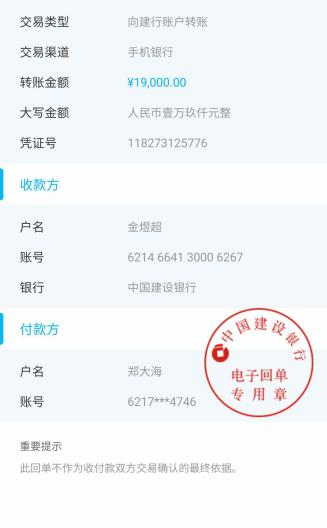 交易类型 向建行账户转账
交易渠道 手机银行
转账金额 ¥19,000.00
大写金额 人民币壹万玖仟元整
凭证号 118273125776
收款方
户名 金煜超
账号 6214 6641 3000 6267
银行 中国建设银行
付款方
中国建设银行
电子回单
专用章
户名 郑大海
账号 6217***4746
重要提示
此回单不作为收付款双方交易确认的最终依据。